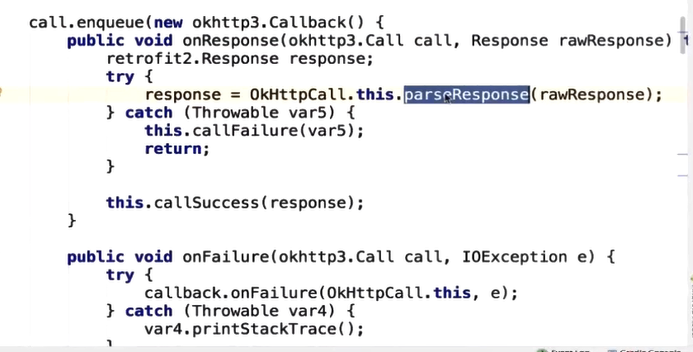 call.enqueue(new okhttp3.Callback() {
public void onResponse(okhttp3.Call call, Response rawResponse)
retrofit2.Response response;
try {
response = OkHttpCall.this.parseResponse(rawResponse);
} catch (Throwable var5) {
this.callFailure(var5);
return;
}
this.callSuccess(response);
}
public void onFailure(okhttp3.Call call, IOException e) {
try {
callback.onFailure(OkHttpCall.this, e);
} catch (Throwable var4) {
var4.printStackTrace();